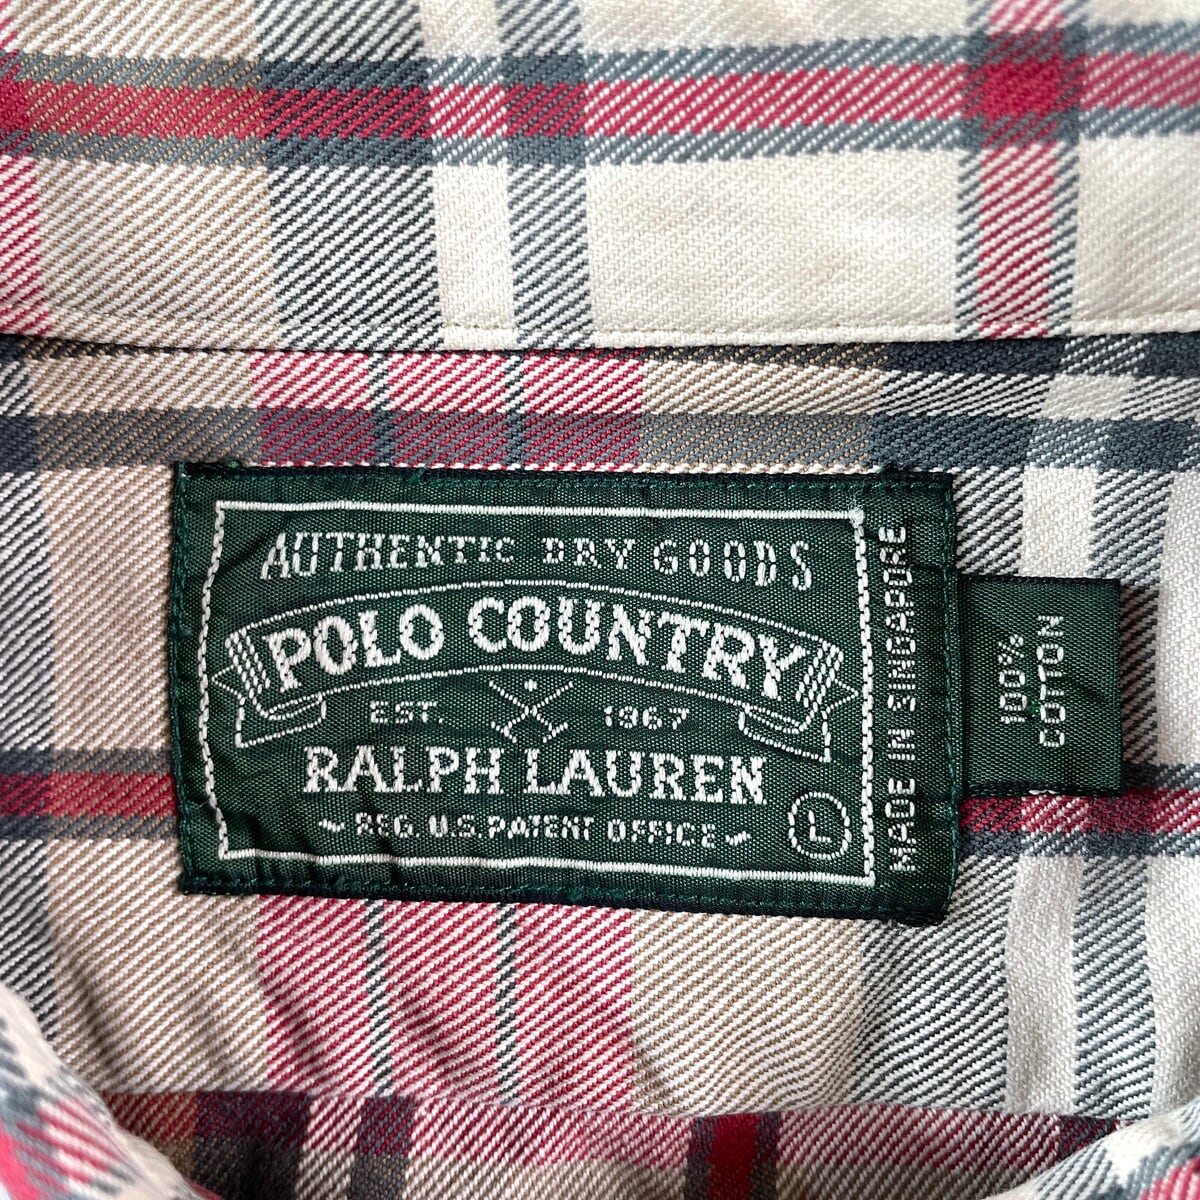 AUTHENTIC DRY GOODS
POLO COUNTRY
EST. 1967
RALPH LAUREN
REG. U.S. PATENT OFFICE
L
MADE IN SINGAPORE
100%
COTTON